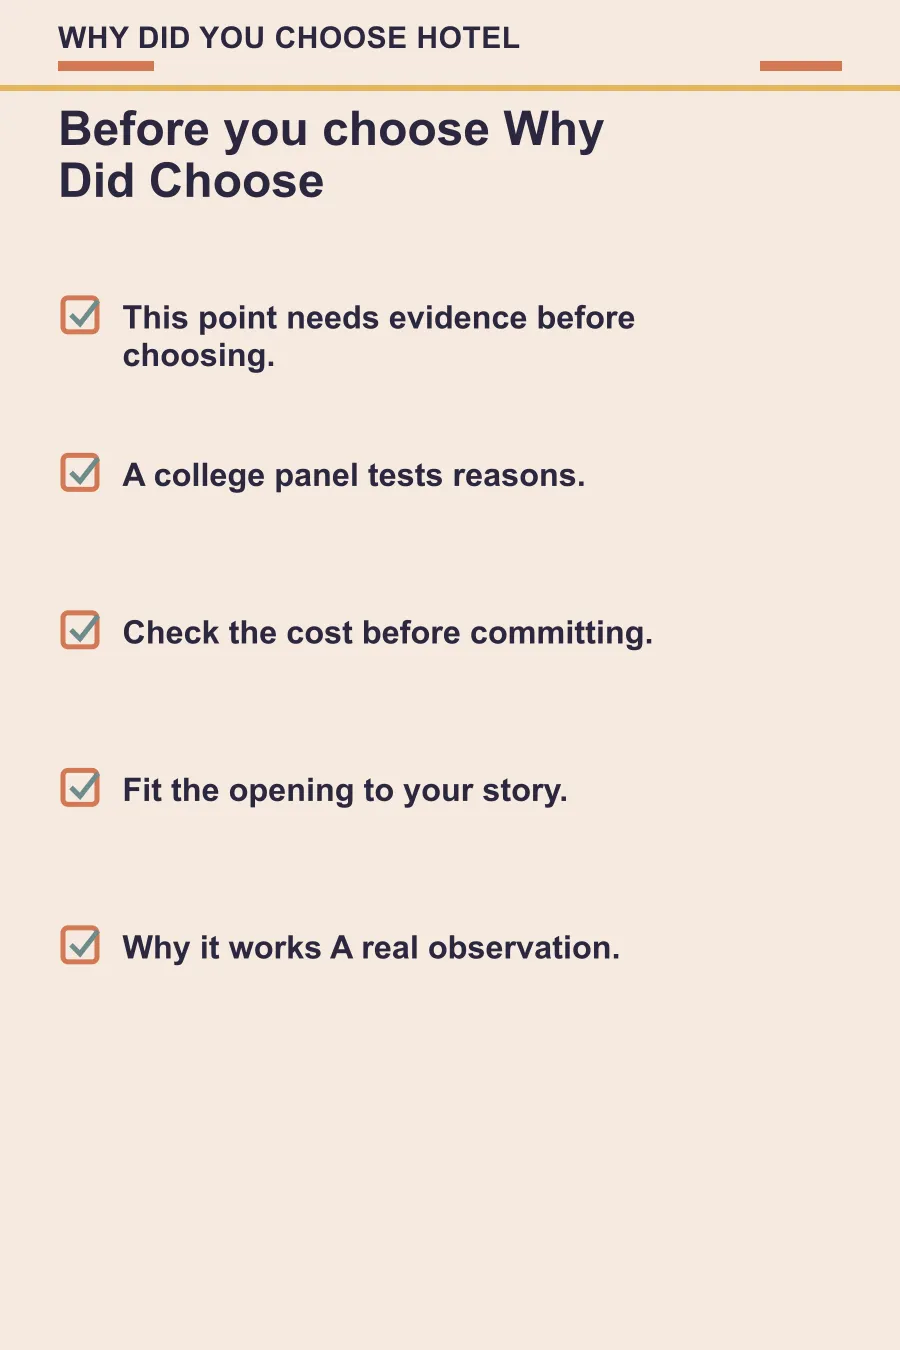 WHY DID YOU CHOOSE HOTEL
Before you choose Why
Did Choose
This point needs evidence before
choosing.
A college panel tests reasons.
Check the cost before committing.
Fit the opening to your story.
Why it works A real observation.